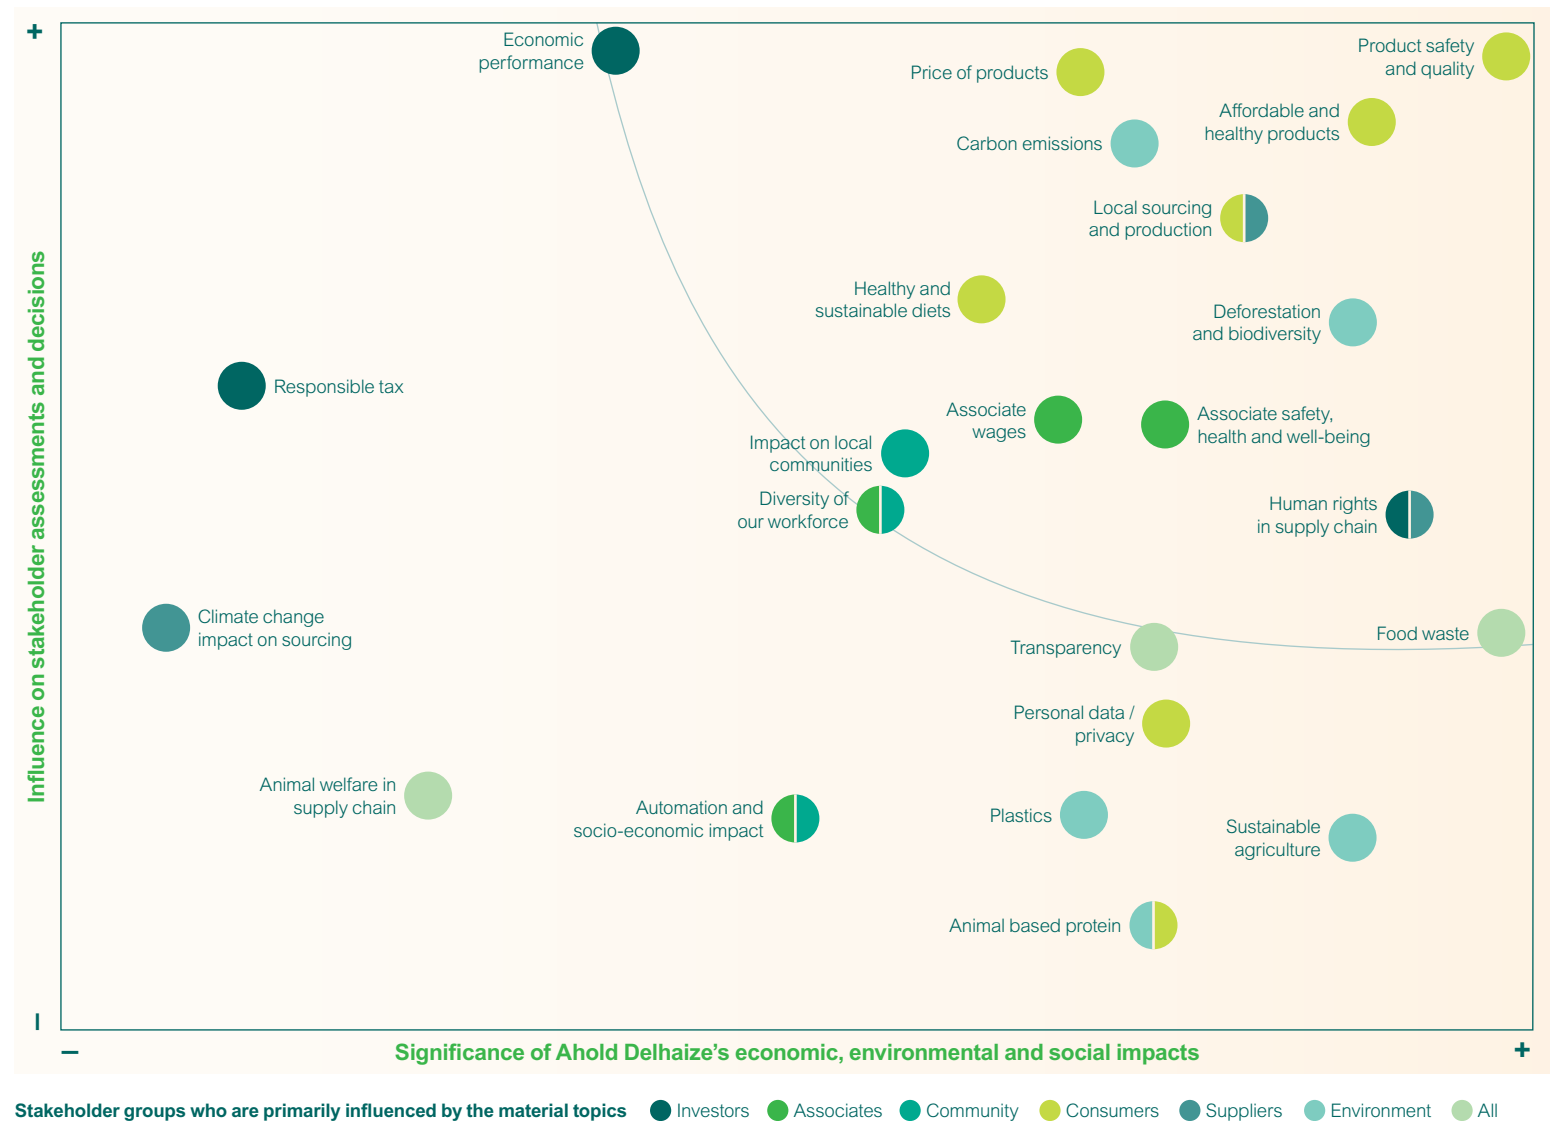 +
Economic
performance
Price of products
Product safety
and quality
Affordable and
healthy products
Carbon emissions
Local sourcing
and production
Healthy and
sustainable diets
Deforestation
and biodiversity
Responsible tax
Associate
wages
Associate safety,
health and well-being
Impact on local
communities
Diversity of
our workforce
Human rights
in supply chain
Climate change
impact on sourcing
Transparency
Food waste
Personal data /
privacy
Animal welfare in
supply chain
Automation and
socio-economic impact
Plastics
Sustainable
agriculture
Animal based protein
Influence on stakeholder assessments and decisions
–
–
Significance of Ahold Delhaize’s economic, environmental and social impacts
+
Stakeholder groups who are primarily influenced by the material topics
Investors
Associates
Community
Consumers
Suppliers
Environment
All